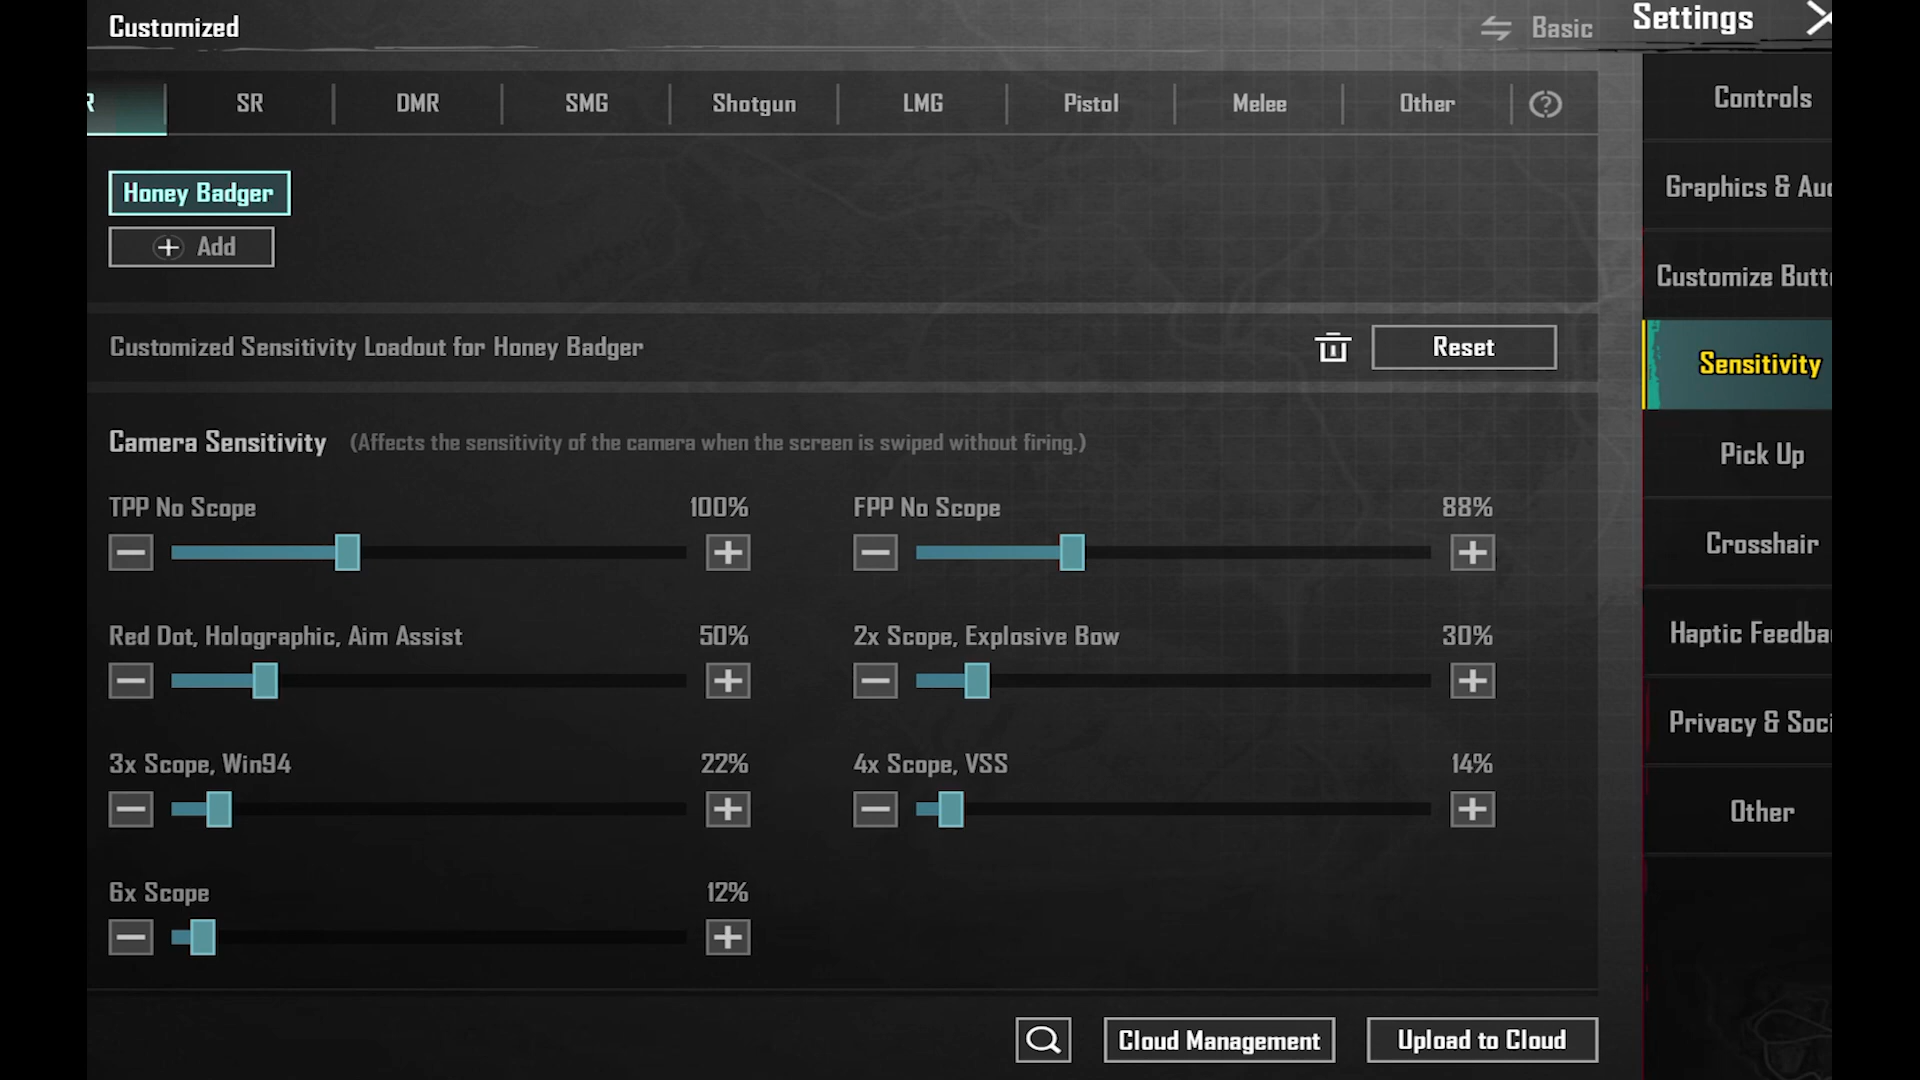 Customized
Basic
Settings
R
SR
DMR
SMG
Shotgun
LMG
Pistol
Melee
Other
Controls
Graphics & Aud
Customize Butto
Sensitivity
Pick Up
Crosshair
Haptic Feedba
Privacy & Soci
Other
Honey Badger
Add
Customized Sensitivity Loadout for Honey Badger
Reset
Camera Sensitivity (Affects the sensitivity of the camera when the screen is swiped without firing.)
TPP No Scope 100%
FPP No Scope 88%
Red Dot, Holographic, Aim Assist 50%
2x Scope, Explosive Bow 30%
3x Scope, Win94 22%
4x Scope, VSS 14%
6x Scope 12%
Cloud Management
Upload to Cloud